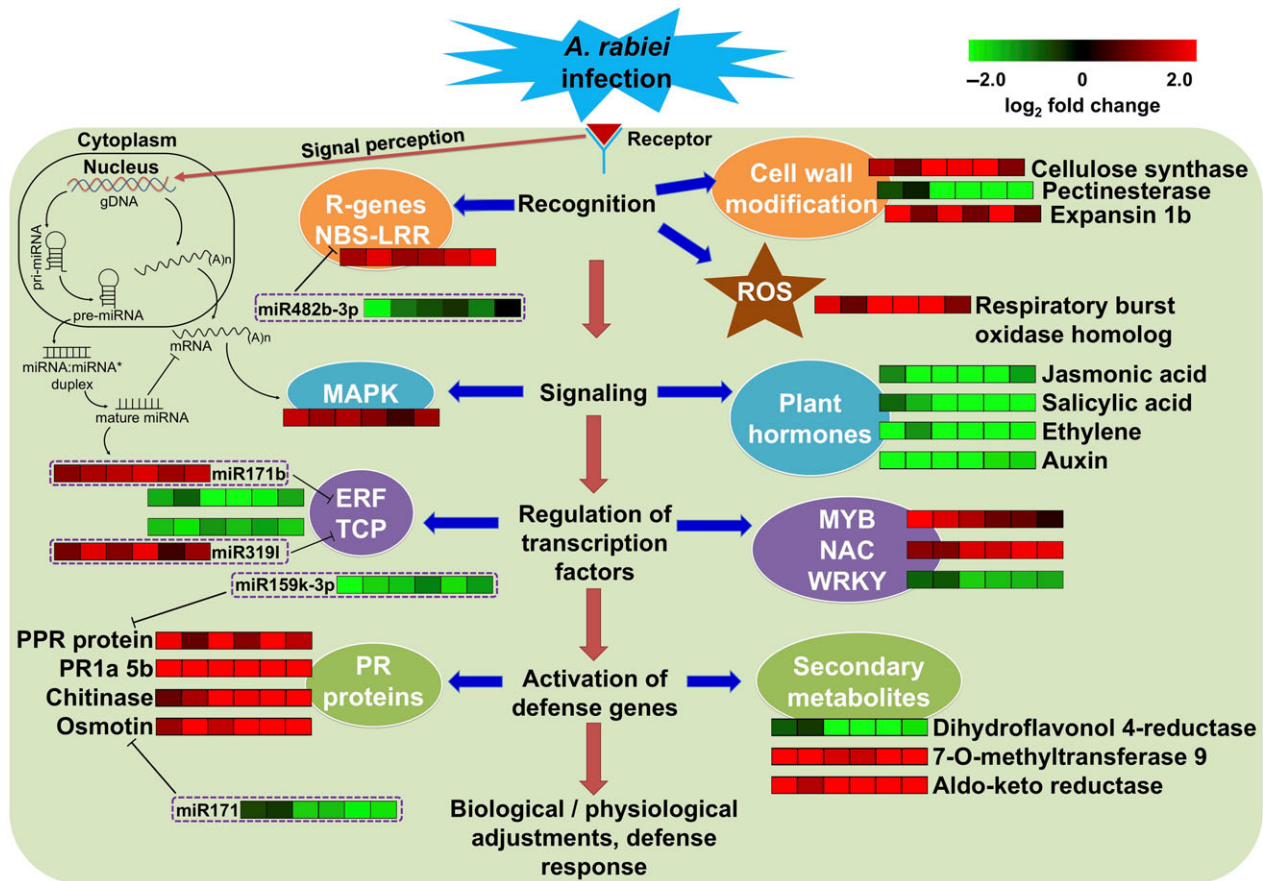 A. rabiei
infection
–2.0 0 2.0
log2 fold change
Cytoplasm
Nucleus
gDNA
pri-miRNA
(A)n
pre-miRNA
(A)n
mRNA
miRNA:miRNA*
duplex
mature miRNA
Signal perception
Receptor
Recognition
R-genes
NBS-LRR
miR482b-3p
Cell wall
modification
Cellulose synthase
Pectinesterase
Expansin 1b
ROS
Respiratory burst
oxidase homolog
MAPK
Signaling
Plant
hormones
Jasmonic acid
Salicylic acid
Ethylene
Auxin
miR171b
ERF
TCP
miR319l
Regulation of
transcription
factors
MYB
NAC
WRKY
miR159k-3p
PPR protein
PR1a 5b
Chitinase
Osmotin
PR
proteins
miR171
Activation of
defense genes
Secondary
metabolites
Dihydroflavonol 4-reductase
7-O-methyltransferase 9
Aldo-keto reductase
Biological / physiological
adjustments, defense
response